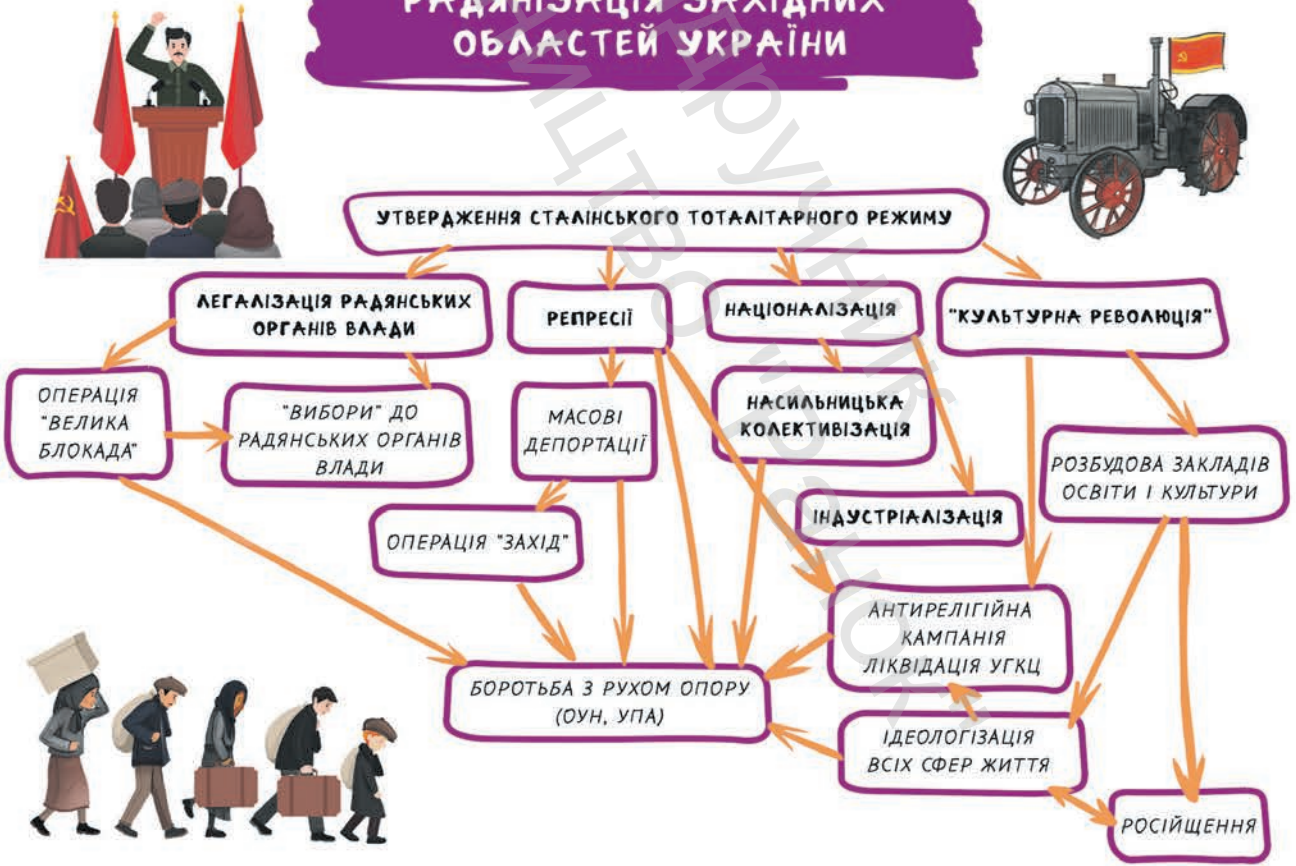 РАДЯНІЗАЦІЯ ЗАХІДНИХ
ОБЛАСТЕЙ УКРАЇНИ
УТВЕРДЖЕННЯ СТАЛІНСЬКОГО ТОТАЛІТАРНОГО РЕЖИМУ
ЛЕГАЛІЗАЦІЯ РАДЯНСЬКИХ
ОРГАНІВ ВЛАДИ
РЕПРЕСІЇ
НАЦІОНАЛІЗАЦІЯ
"КУЛЬТУРНА РЕВОЛЮЦІЯ"
ОПЕРАЦІЯ
"ВЕЛИКА
БЛОКАДА"
"ВИБОРИ" ДО
РАДЯНСЬКИХ ОРГАНІВ
ВЛАДИ
МАСОВІ
ДЕПОРТАЦІЇ
НАСИЛЬНИЦЬКА
КОЛЕКТИВІЗАЦІЯ
РОЗБУДОВА ЗАКЛАДІВ
ОСВІТИ І КУЛЬТУРИ
ОПЕРАЦІЯ "ЗАХІД"
ІНДУСТРІАЛІЗАЦІЯ
АНТИРЕЛІГІЙНА
КАМПАНІЯ
ЛІКВІДАЦІЯ УГКЦ
БОРОТЬБА З РУХОМ ОПОРУ
(ОУН, УПА)
ІДЕОЛОГІЗАЦІЯ
ВСІХ СФЕР ЖИТТЯ
РОСІЙЩЕННЯ